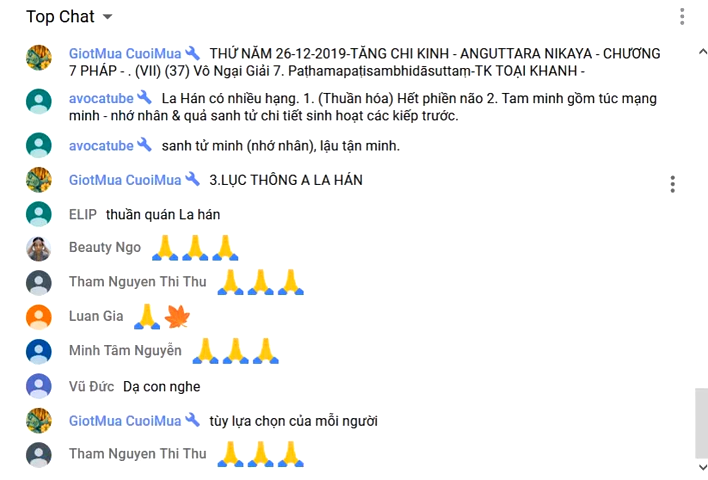 Top Chat
GiotMua CuoiMua THỨ NĂM 26-12-2019-TĂNG CHI KINH - ANGUTTARA NIKAYA - CHƯƠNG
7 PHÁP - . (VII) (37) Vô Ngại Giải 7. Paṭhamapaṭisambhidāsuttaṃ-TK TOẠI KHANH -
avocatube La Hán có nhiều hạng. 1. (Thuần hóa) Hết phiền não 2. Tam minh gồm túc mạng
minh - nhớ nhân & quả sanh tử chi tiết sinh hoạt các kiếp trước.
avocatube sanh tử minh (nhớ nhân), lậu tận minh.
GiotMua CuoiMua 3.LỤC THÔNG A LA HÁN
ELIP thuần quán La hán
Beauty Ngo 🙏🙏🙏
Tham Nguyen Thi Thu 🙏🙏🙏
Luan Gia 🙏🍁
Minh Tâm Nguyễn 🙏🙏🙏
Vũ Đức Dạ con nghe
GiotMua CuoiMua tùy lựa chọn của mỗi người
Tham Nguyen Thi Thu 🙏🙏🙏